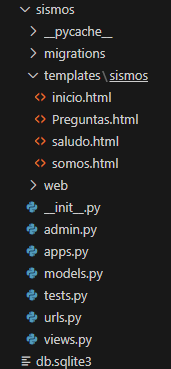 sismos
__pycache__
migrations
templates\sismos
inicio.html
Preguntas.html
saludo.html
somos.html
web
__init__.py
admin.py
apps.py
models.py
tests.py
urls.py
views.py
db.sqlite3